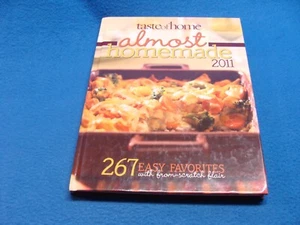 taste of home
almost
homemade
2011
267 EASY FAVORITES
with from-scratch flair